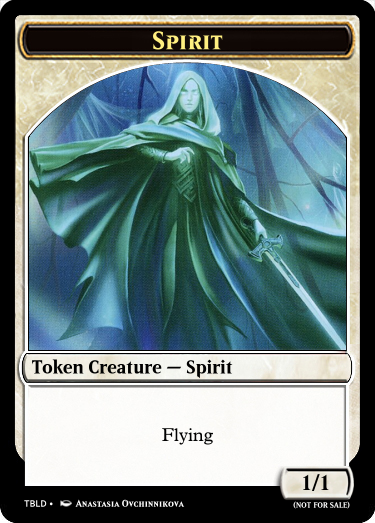 Spirit
Token Creature — Spirit
Flying
1/1
TBLD • Anastasia Ovchinnikova
(NOT FOR SALE)